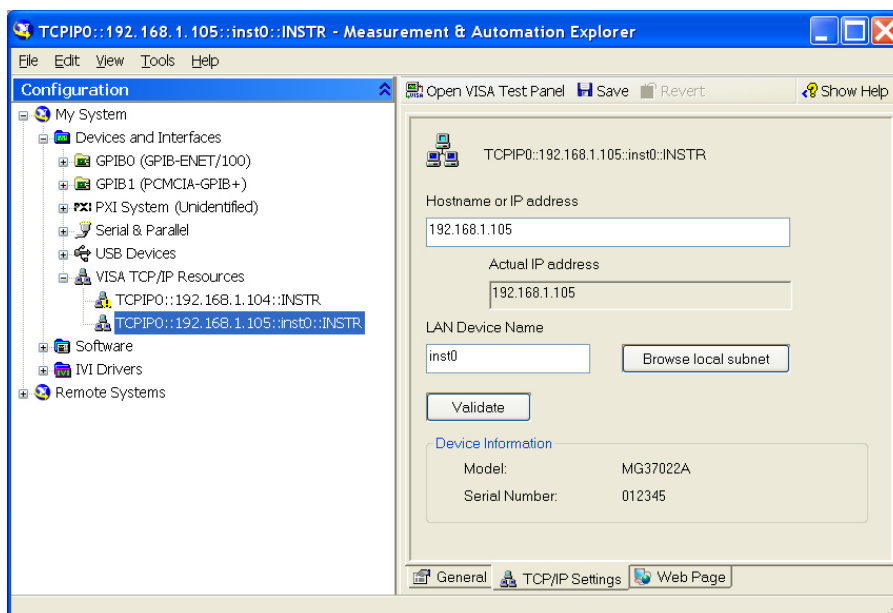 TCPIP0::192.168.1.105::inst0::INSTR - Measurement & Automation Explorer
File Edit View Tools Help
Configuration
My System
Devices and Interfaces
GPIB0 (GPIB-ENET/100)
GPIB1 (PCMCIA-GPIB+)
PXI PXI System (Unidentified)
Serial & Parallel
USB Devices
VISA TCP/IP Resources
TCPIP0::192.168.1.104::INSTR
TCPIP0::192.168.1.105::inst0::INSTR
Software
IVI IVI Drivers
Remote Systems
VISA Open VISA Test Panel Save Revert Show Help
TCPIP0::192.168.1.105::inst0::INSTR
Hostname or IP address
192.168.1.105
Actual IP address
192.168.1.105
LAN Device Name
inst0 Browse local subnet
Validate
Device Information
Model: MG37022A
Serial Number: 012345
General TCP/IP Settings Web Page